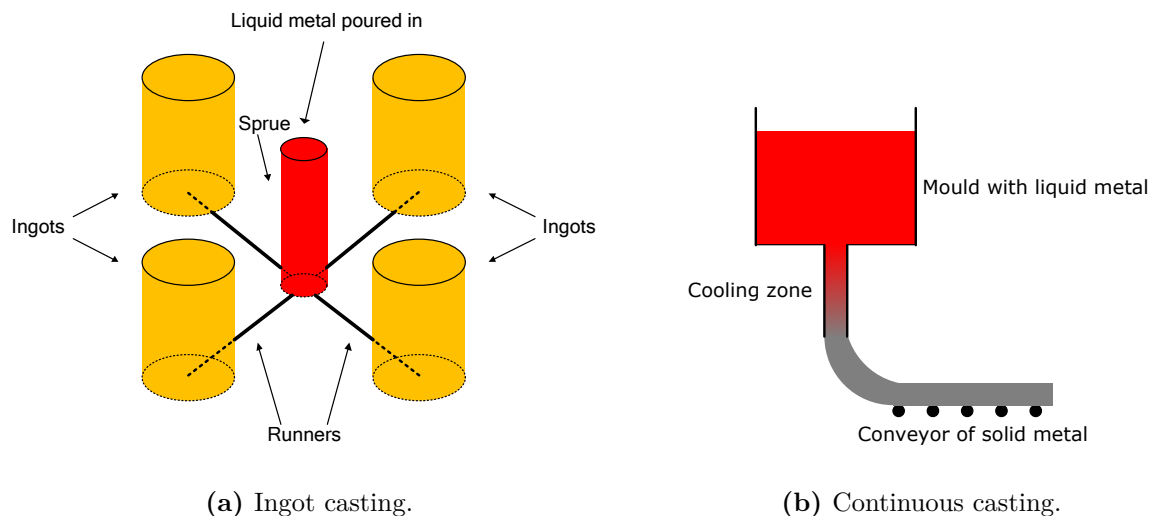 Liquid metal poured in
Sprue
Ingots
Ingots
Runners
(a) Ingot casting.
Mould with liquid metal
Cooling zone
Conveyor of solid metal
(b) Continuous casting.